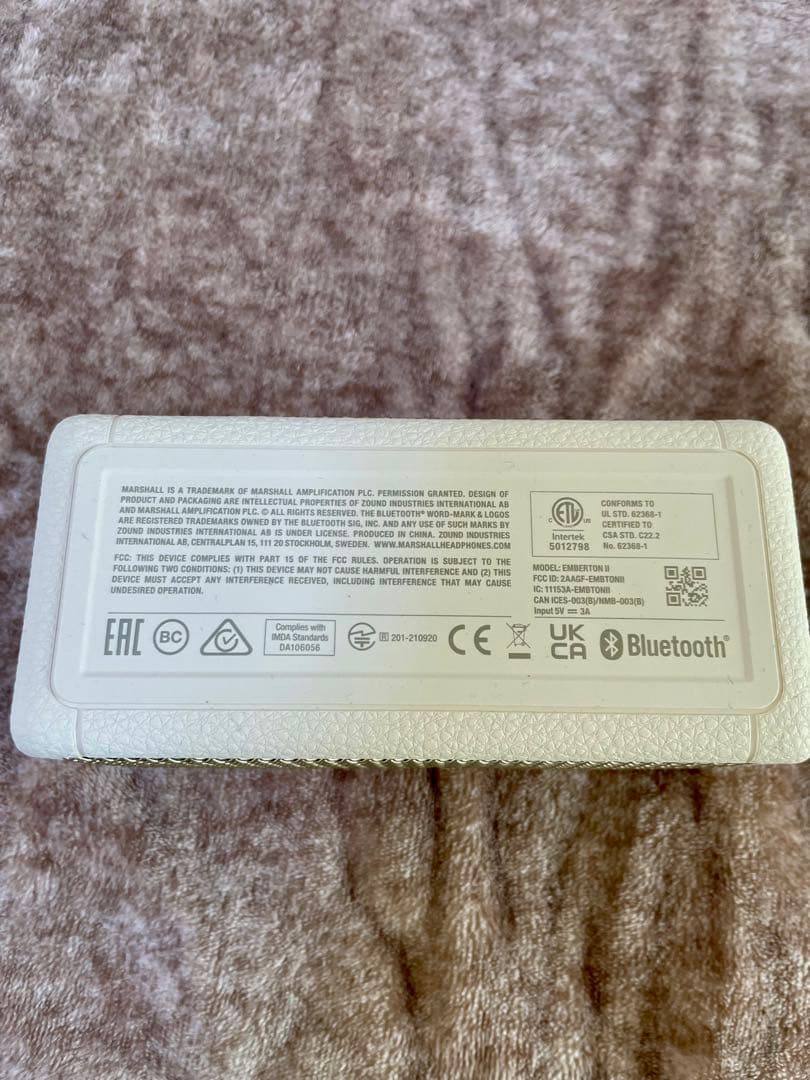 MARSHALL IS A TRADEMARK OF MARSHALL AMPLIFICATION PLC. PERMISSION GRANTED. DESIGN OF
PRODUCT AND PACKAGING ARE INTELLECTUAL PROPERTIES OF ZOUND INDUSTRIES INTERNATIONAL AB
AND MARSHALL AMPLIFICATION PLC. © ALL RIGHTS RESERVED. THE BLUETOOTH® WORD-MARK & LOGOS
ARE REGISTERED TRADEMARKS OWNED BY THE BLUETOOTH SIG, INC. AND ANY USE OF SUCH MARKS BY
ZOUND INDUSTRIES INTERNATIONAL AB IS UNDER LICENSE. PRODUCED IN CHINA. ZOUND INDUSTRIES
INTERNATIONAL AB, CENTRALPLAN 15, 111 20 STOCKHOLM, SWEDEN. WWW.MARSHALLHEADPHONES.COM
FCC: THIS DEVICE COMPLIES WITH PART 15 OF THE FCC RULES. OPERATION IS SUBJECT TO THE
FOLLOWING TWO CONDITIONS: (1) THIS DEVICE MAY NOT CAUSE HARMFUL INTERFERENCE AND (2) THIS
DEVICE MUST ACCEPT ANY INTERFERENCE RECEIVED, INCLUDING INTERFERENCE THAT MAY CAUSE
UNDESIRED OPERATION.
C ETL US
Intertek
5012798
CONFORMS TO
UL STD. 62368-1
CERTIFIED TO
CSA STD. C22.2
No. 62368-1
MODEL: EMBERTON II
FCC ID: 2AAGF-EMBTONII
IC: 11153A-EMBTONII
CAN ICES-003(B)/NMB-003(B)
Input 5V ⎓ 3A
EAC
BC
Complies with
IMDA Standards
DA106056
R 201-210920
CE
UK
CA
Bluetooth®